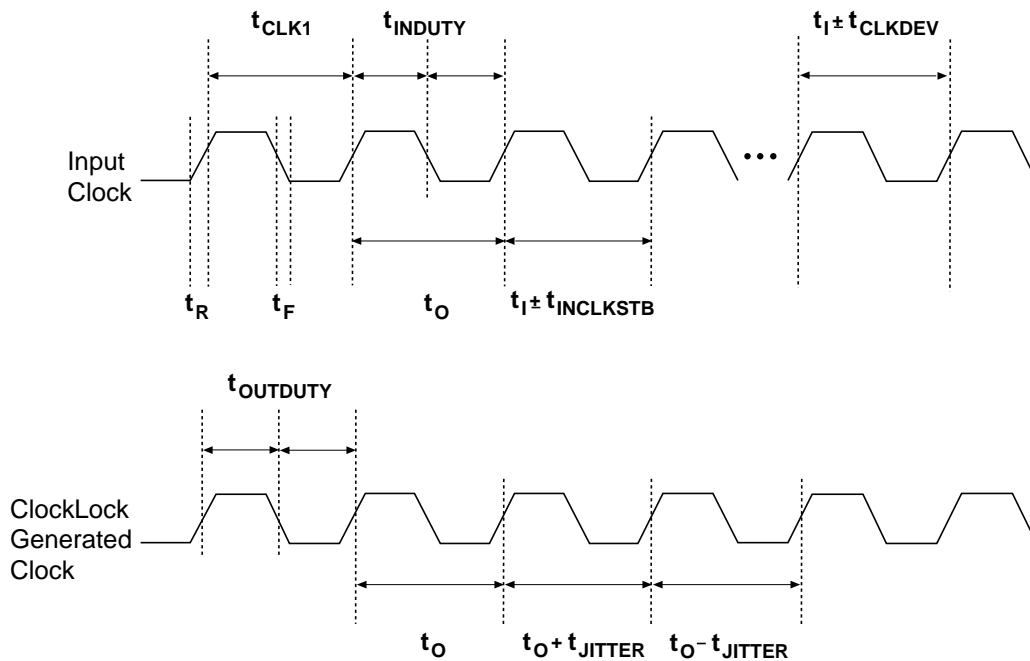 tCLK1 tINDUTY tI ± tCLKDEV
Input
Clock
tR tF tO tI ± tINCLKSTB
tOUTDUTY
ClockLock
Generated
Clock
tO tO + tJITTER tO − tJITTER